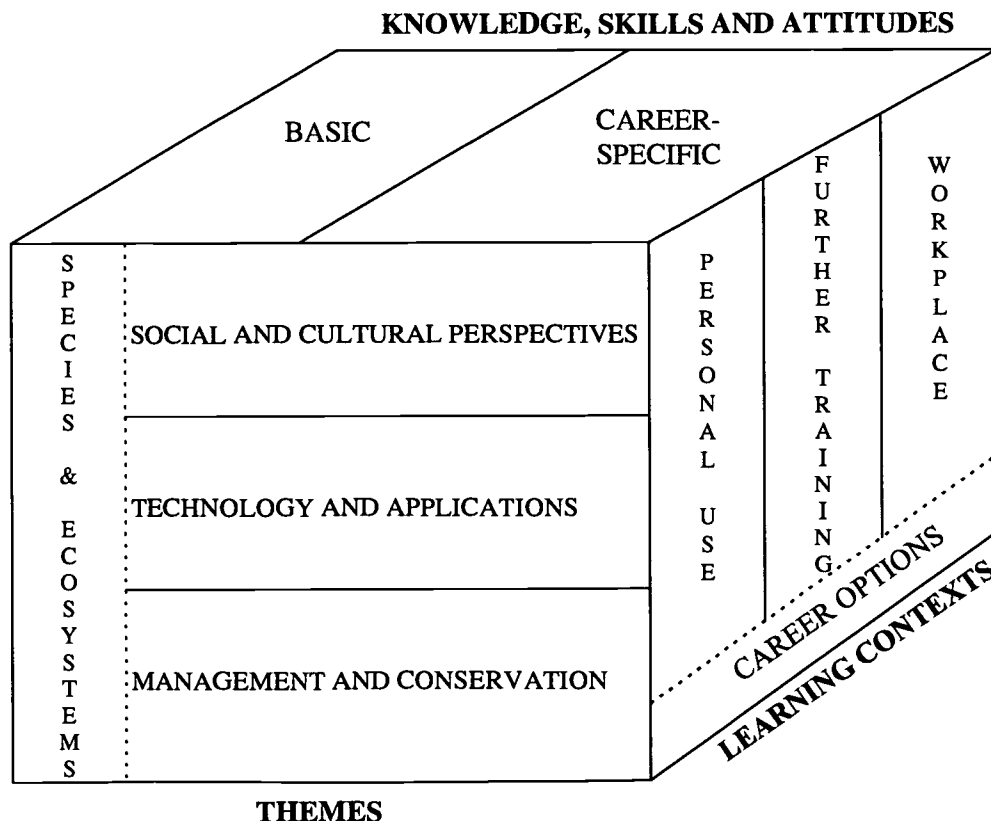 KNOWLEDGE, SKILLS AND ATTITUDES
BASIC
CAREER-
SPECIFIC
SPECIES & ECOSYSTEMS
SOCIAL AND CULTURAL PERSPECTIVES
TECHNOLOGY AND APPLICATIONS
MANAGEMENT AND CONSERVATION
PERSONAL USE
FURTHER TRAINING
WORKPLACE
CAREER OPTIONS
LEARNING CONTEXTS
THEMES